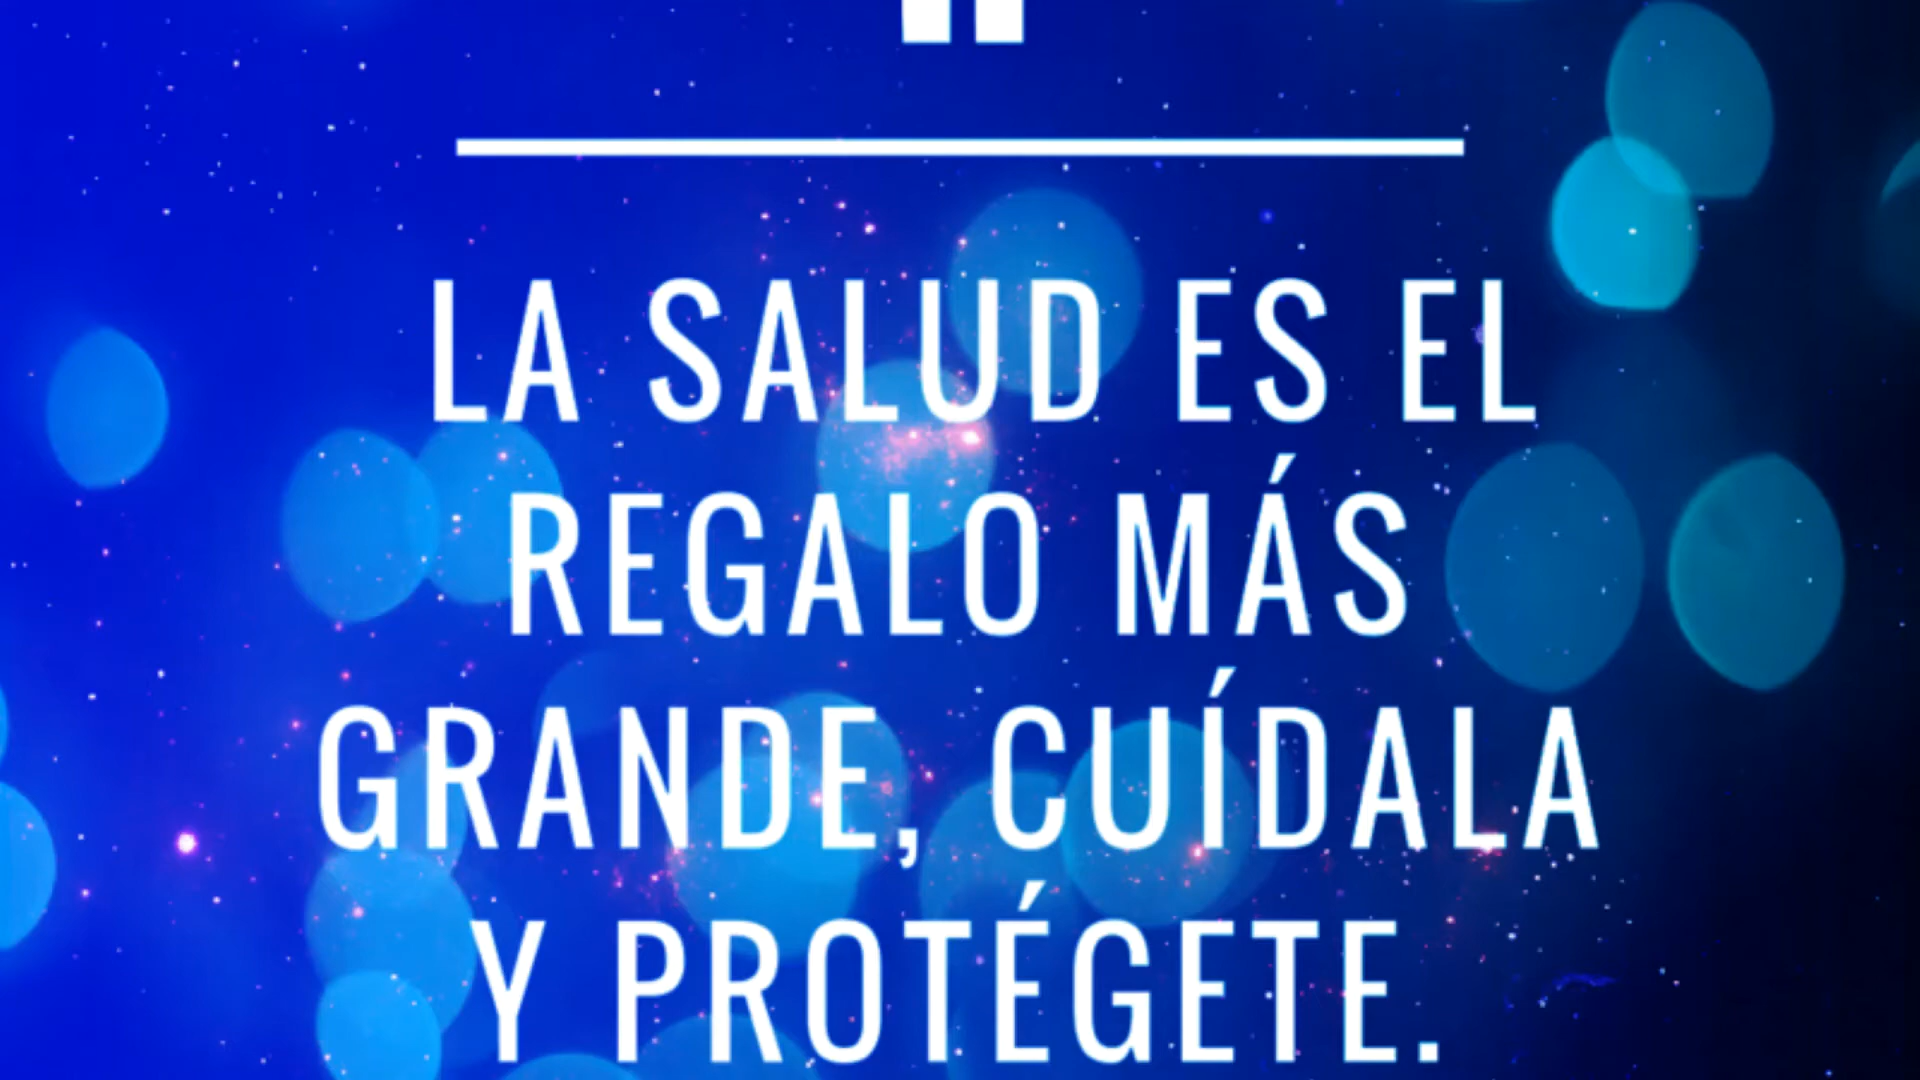 "
LA SALUD ES EL
REGALO MÁS
GRANDE, CUÍDALA
Y PROTÉGETE.